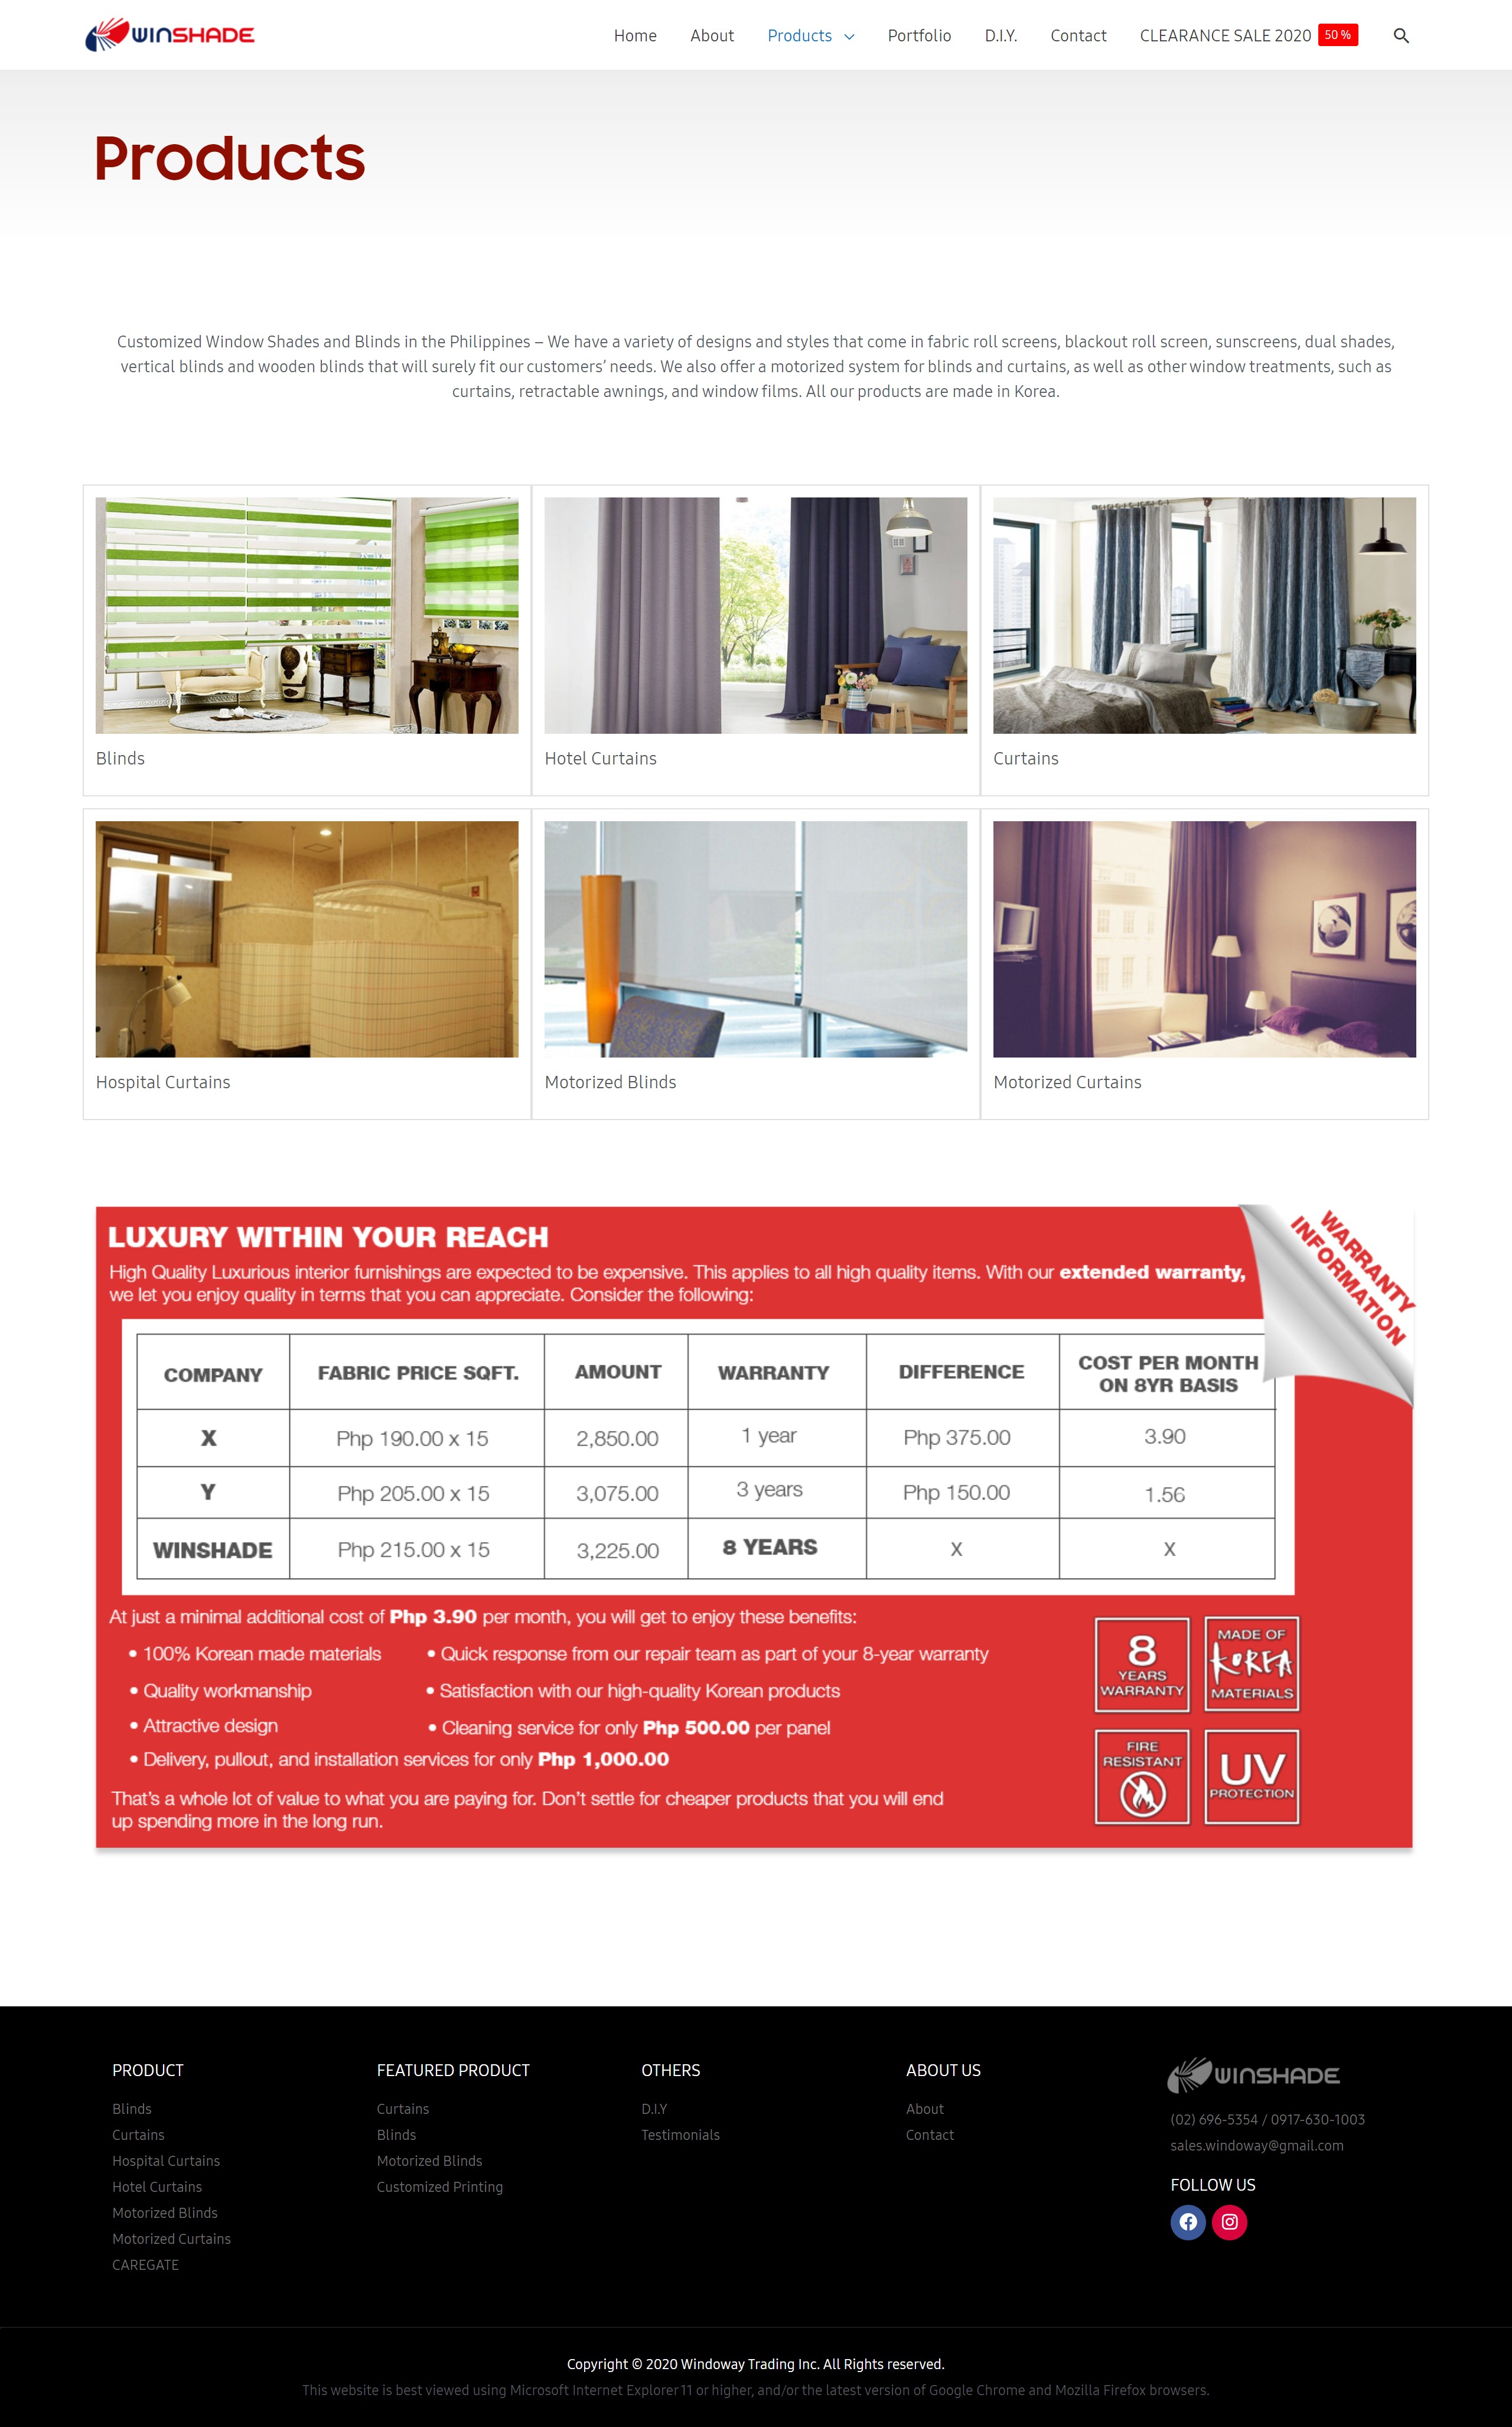 WINSHADE
Home About Products Portfolio D.I.Y. Contact CLEARANCE SALE 2020 50 %
Products
Customized Window Shades and Blinds in the Philippines – We have a variety of designs and styles that come in fabric roll screens, blackout roll screen, sunscreens, dual shades,
vertical blinds and wooden blinds that will surely fit our customers’ needs. We also offer a motorized system for blinds and curtains, as well as other window treatments, such as
curtains, retractable awnings, and window films. All our products are made in Korea.
Blinds
Hotel Curtains
Curtains
Hospital Curtains
Motorized Blinds
Motorized Curtains
LUXURY WITHIN YOUR REACH
High Quality Luxurious interior furnishings are expected to be expensive. This applies to all high quality items. With our extended warranty,
we let you enjoy quality in terms that you can appreciate. Consider the following:
WARRANTY
INFORMATION
COMPANY FABRIC PRICE SQFT. AMOUNT WARRANTY DIFFERENCE COST PER MONTH
ON 8YR BASIS
X Php 190.00 x 15 2,850.00 1 year Php 375.00 3.90
Y Php 205.00 x 15 3,075.00 3 years Php 150.00 1.56
WINSHADE Php 215.00 x 15 3,225.00 8 YEARS X X
At just a minimal additional cost of Php 3.90 per month, you will get to enjoy these benefits:
• 100% Korean made materials
• Quality workmanship
• Attractive design
• Delivery, pullout, and installation services for only Php 1,000.00
• Quick response from our repair team as part of your 8-year warranty
• Satisfaction with our high-quality Korean products
• Cleaning service for only Php 500.00 per panel
That's a whole lot of value to what you are paying for. Don't settle for cheaper products that you will end
up spending more in the long run.
8
YEARS
WARRANTY
MADE OF
KOREA
MATERIALS
FIRE
RESISTANT
UV
PROTECTION
PRODUCT
Blinds
Curtains
Hospital Curtains
Hotel Curtains
Motorized Blinds
Motorized Curtains
CAREGATE
FEATURED PRODUCT
Curtains
Blinds
Motorized Blinds
Customized Printing
OTHERS
D.I.Y
Testimonials
ABOUT US
About
Contact
WINSHADE
(02) 696-5354 / 0917-630-1003
sales.windoway@gmail.com
FOLLOW US
Copyright © 2020 Windoway Trading Inc. All Rights reserved.
This website is best viewed using Microsoft Internet Explorer 11 or higher, and/or the latest version of Google Chrome and Mozilla Firefox browsers.